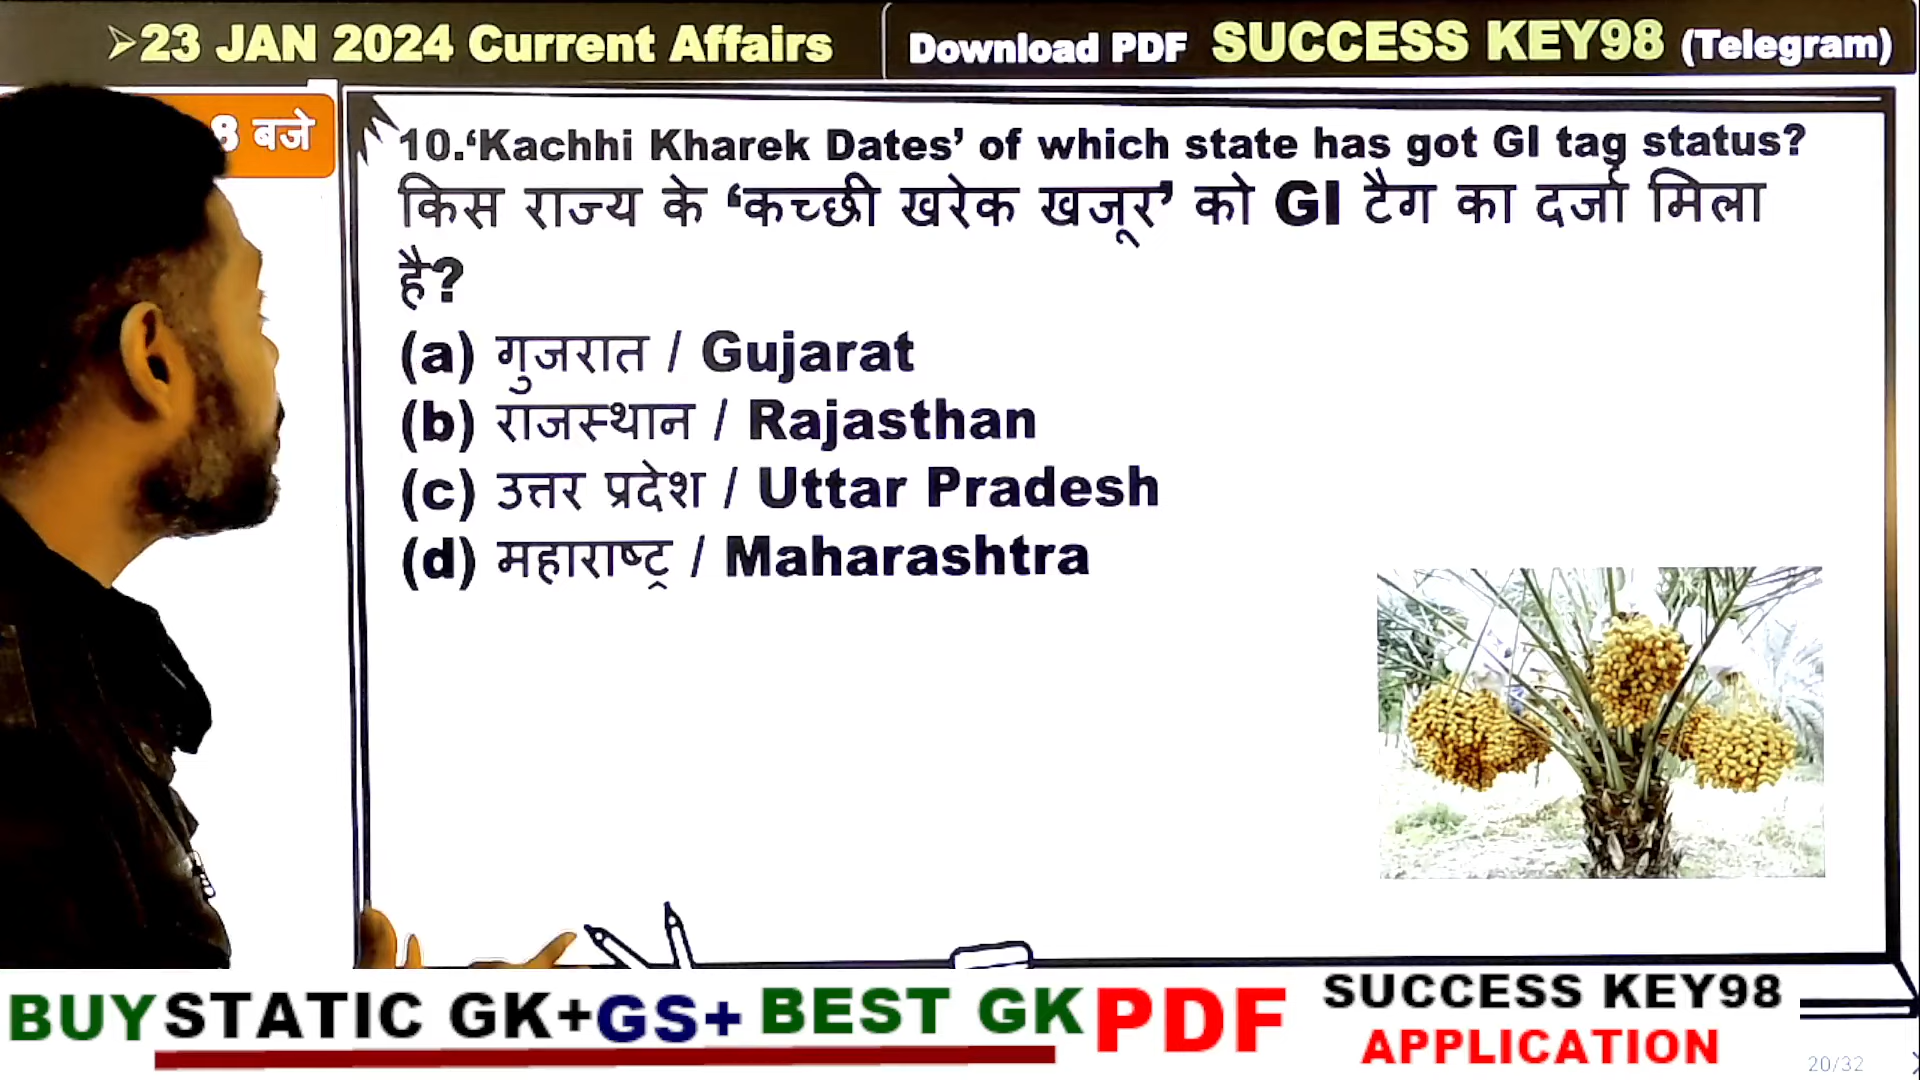 ➢23 JAN 2024 Current Affairs
Download PDF SUCCESS KEY98 (Telegram)
8 बजे
10.‘Kachhi Kharek Dates’ of which state has got GI tag status?
किस राज्य के ‘कच्छी खरेक खजूर’ को GI टैग का दर्जा मिला
है?
(a) गुजरात / Gujarat
(b) राजस्थान / Rajasthan
(c) उत्तर प्रदेश / Uttar Pradesh
(d) महाराष्ट्र / Maharashtra
BUY STATIC GK+GS+ BEST GK PDF
SUCCESS KEY98
APPLICATION
20/32